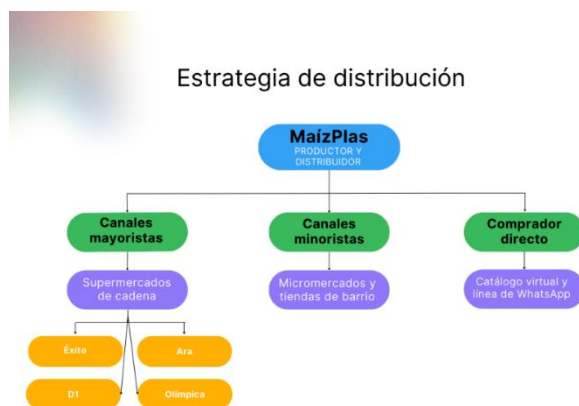 Estrategia de distribución
MaízPlas
PRODUCTOR Y
DISTRIBUIDOR
Canales
mayoristas
Canales
minoristas
Comprador
directo
Supermercados
de cadena
Micromercados y
tiendas de barrio
Catálogo virtual y
linea de WhatsApp
Éxito
Ara
D1
Olímpica